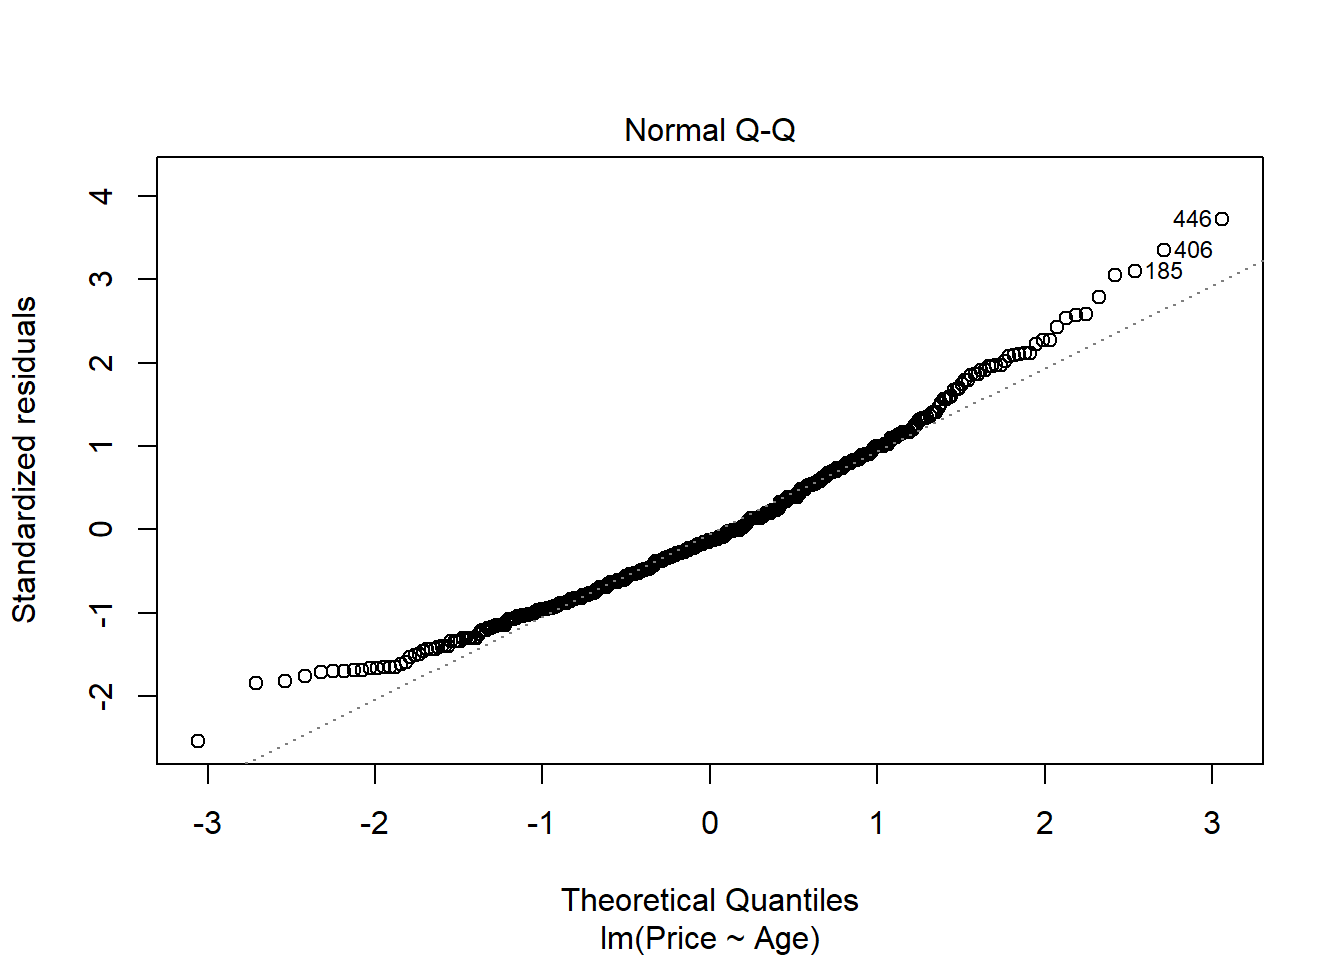 Normal Q-Q
Standardized residuals
4
3
2
1
0
-1
-2
446
406
185
-3 -2 -1 0 1 2 3
Theoretical Quantiles
lm(Price ~ Age)